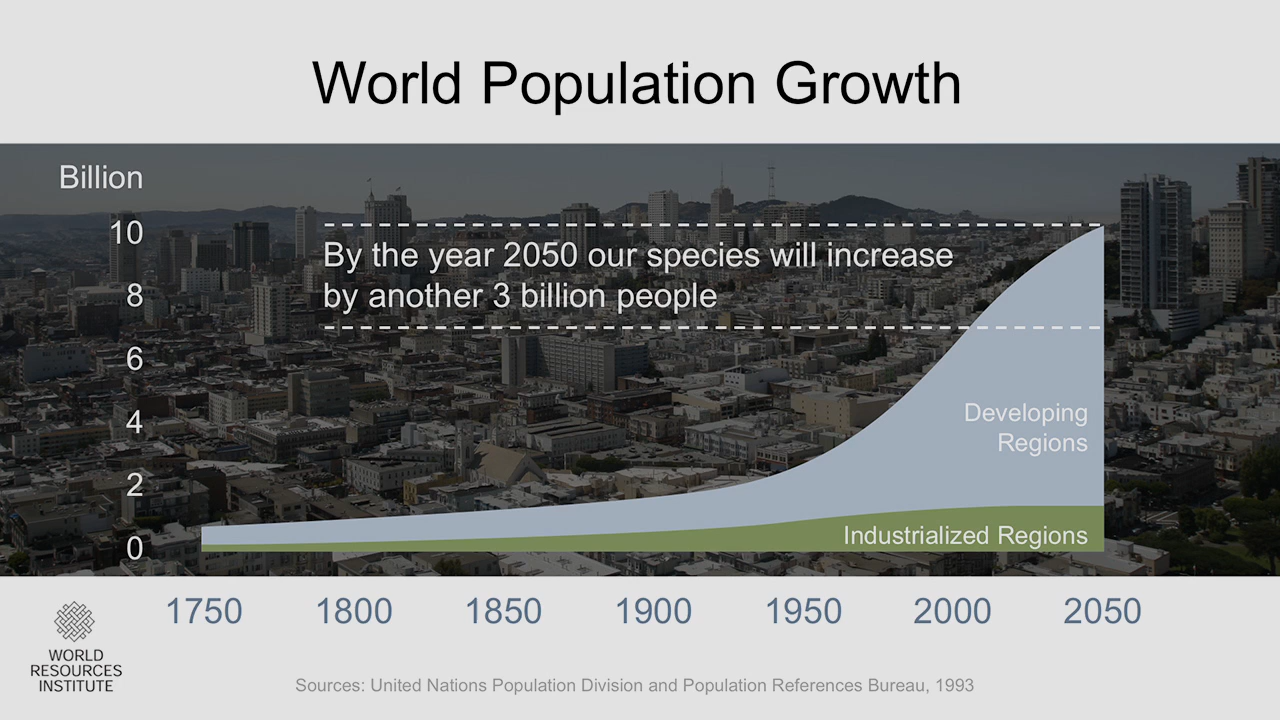 World Population Growth
Billion
10
8
6
4
2
0
By the year 2050 our species will increase
by another 3 billion people
Developing
Regions
Industrialized Regions
1750 1800 1850 1900 1950 2000 2050
WORLD
RESOURCES
INSTITUTE
Sources: United Nations Population Division and Population References Bureau, 1993